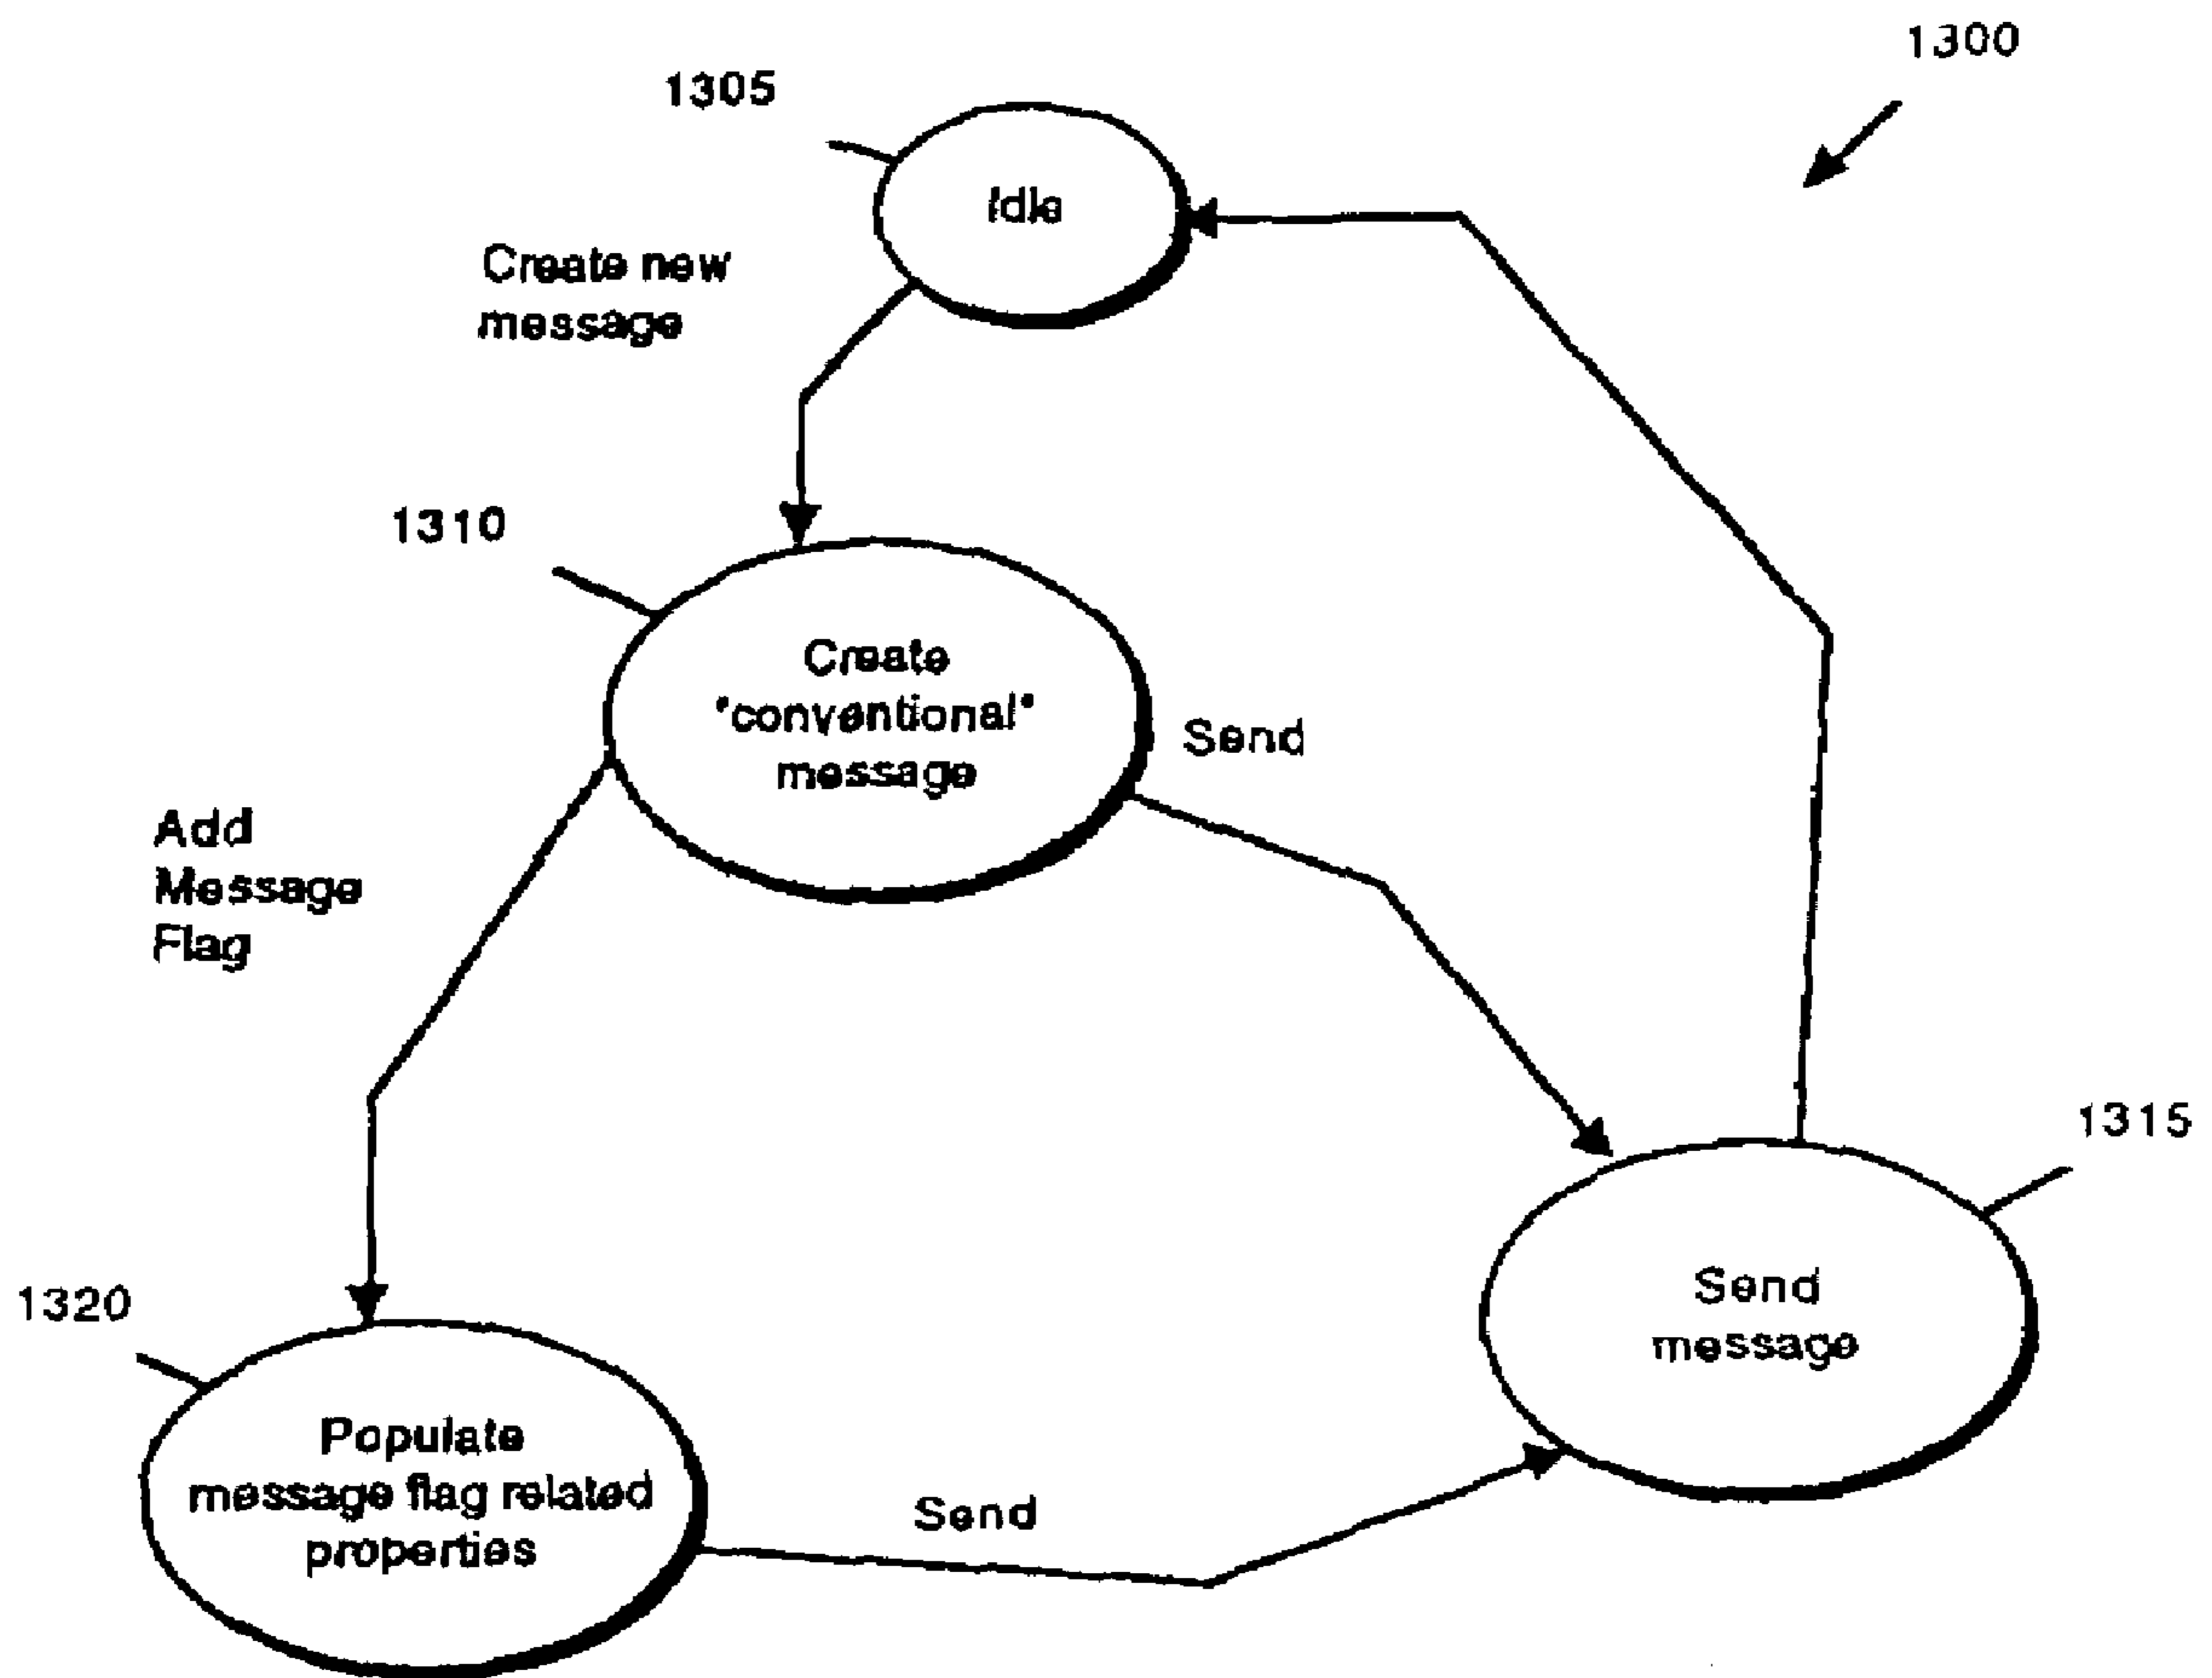 1300
1305
Idle
Create new
message
1310
Create
"conventional"
message
Send
Add
Message
Flag
1315
1320
Send
message
Populate
message flag related
properties
Send